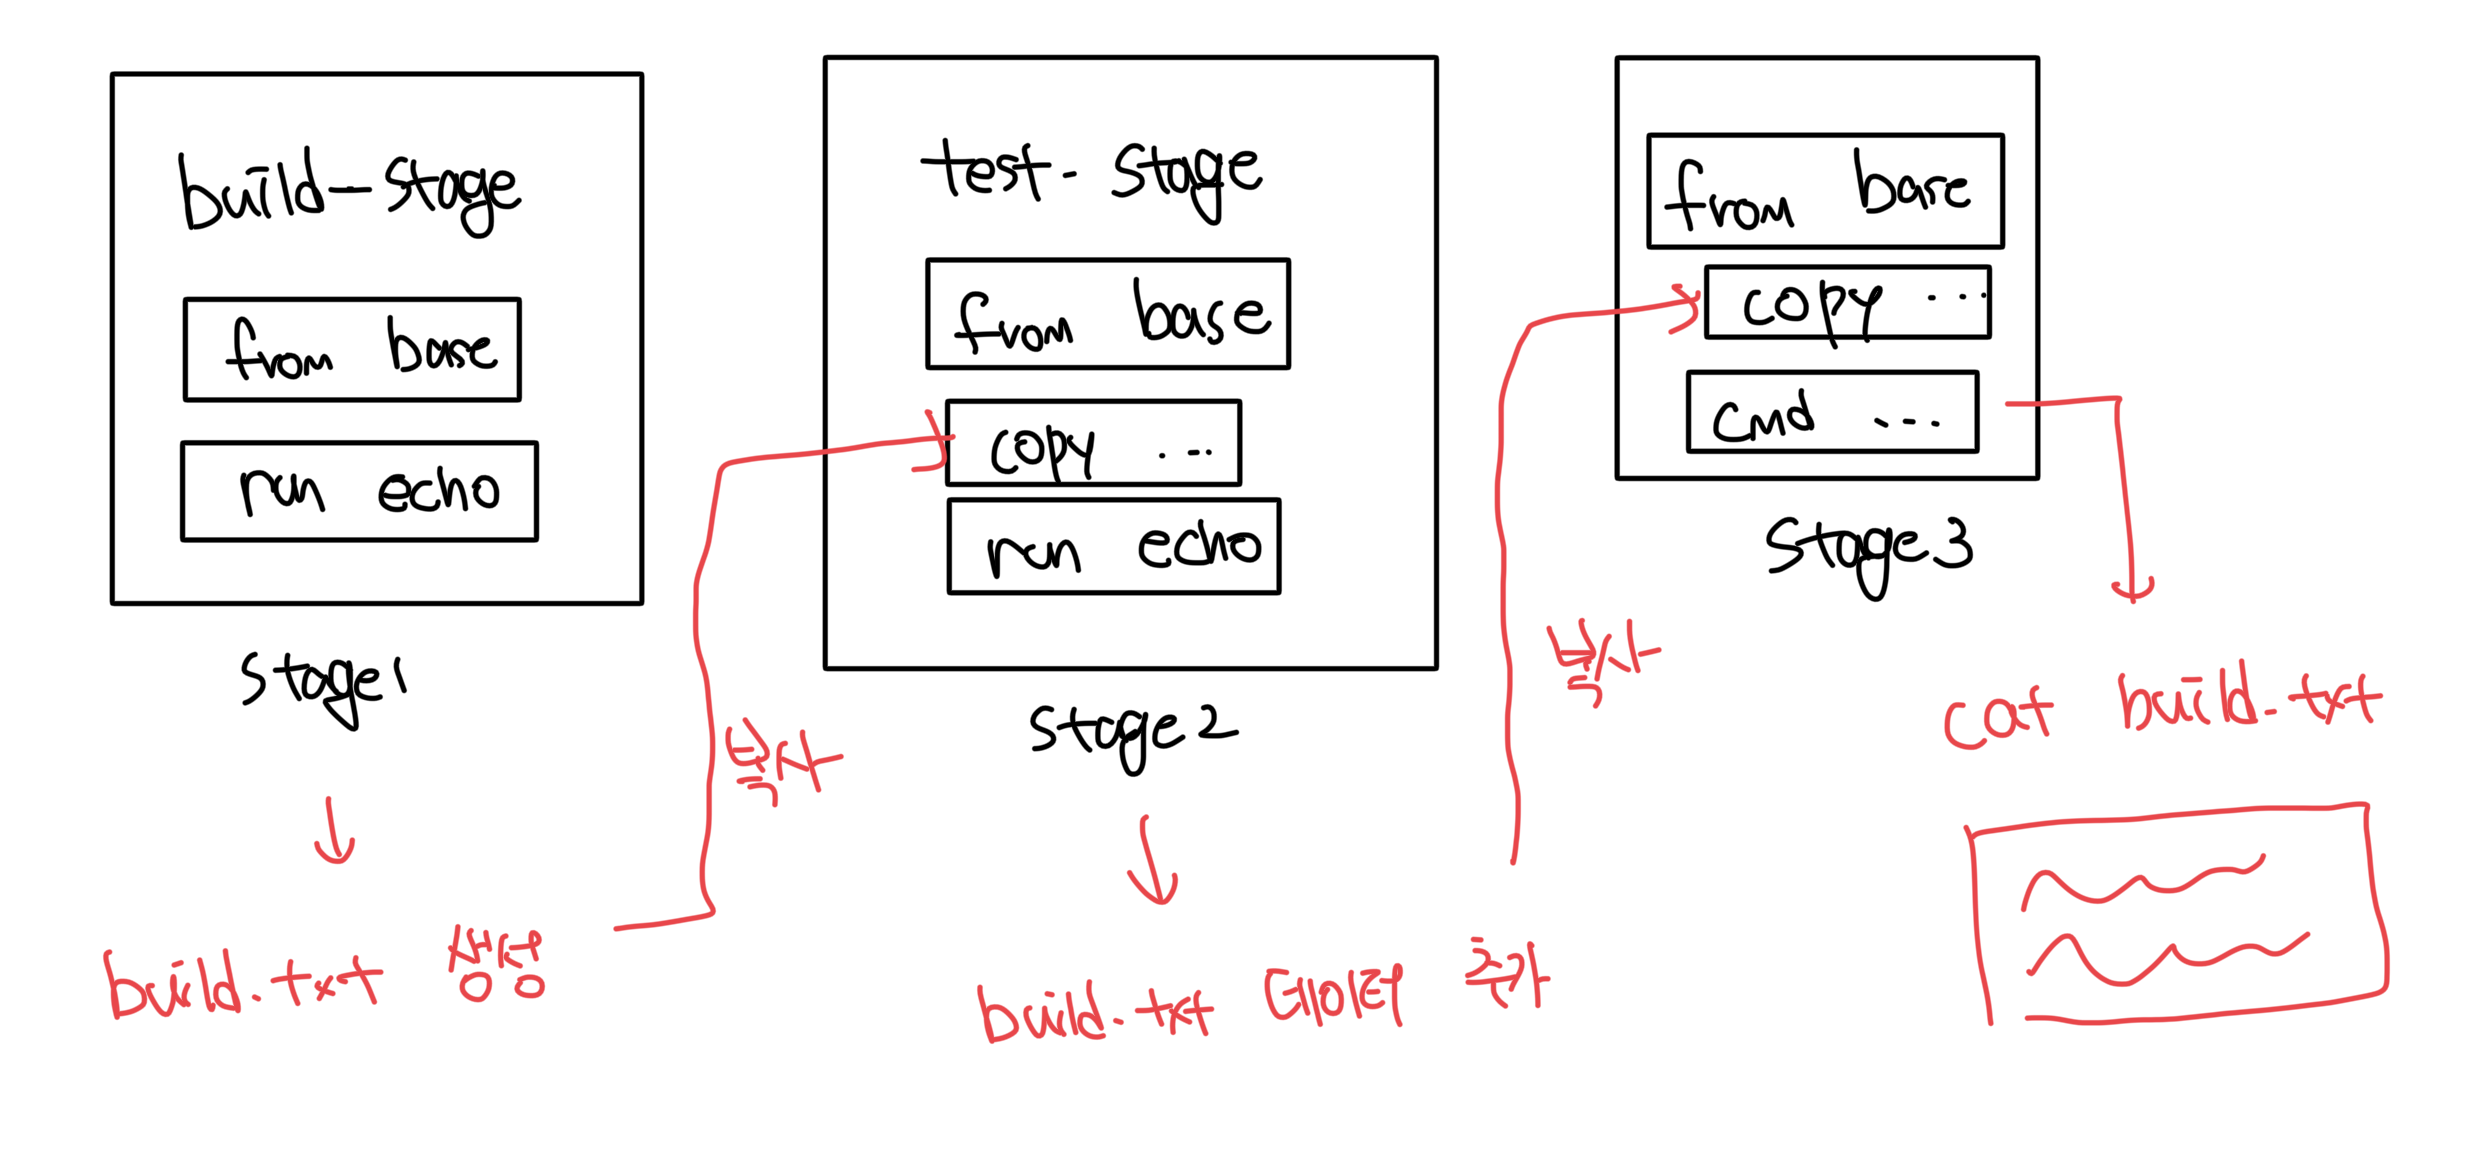 build-stage
from base
run echo
stage1
build.txt 생성
복사
test-stage
from base
copy ...
run echo
stage2
build.txt 데이터 추가
복사
from base
copy ...
cmd ...
stage3
cat build.txt